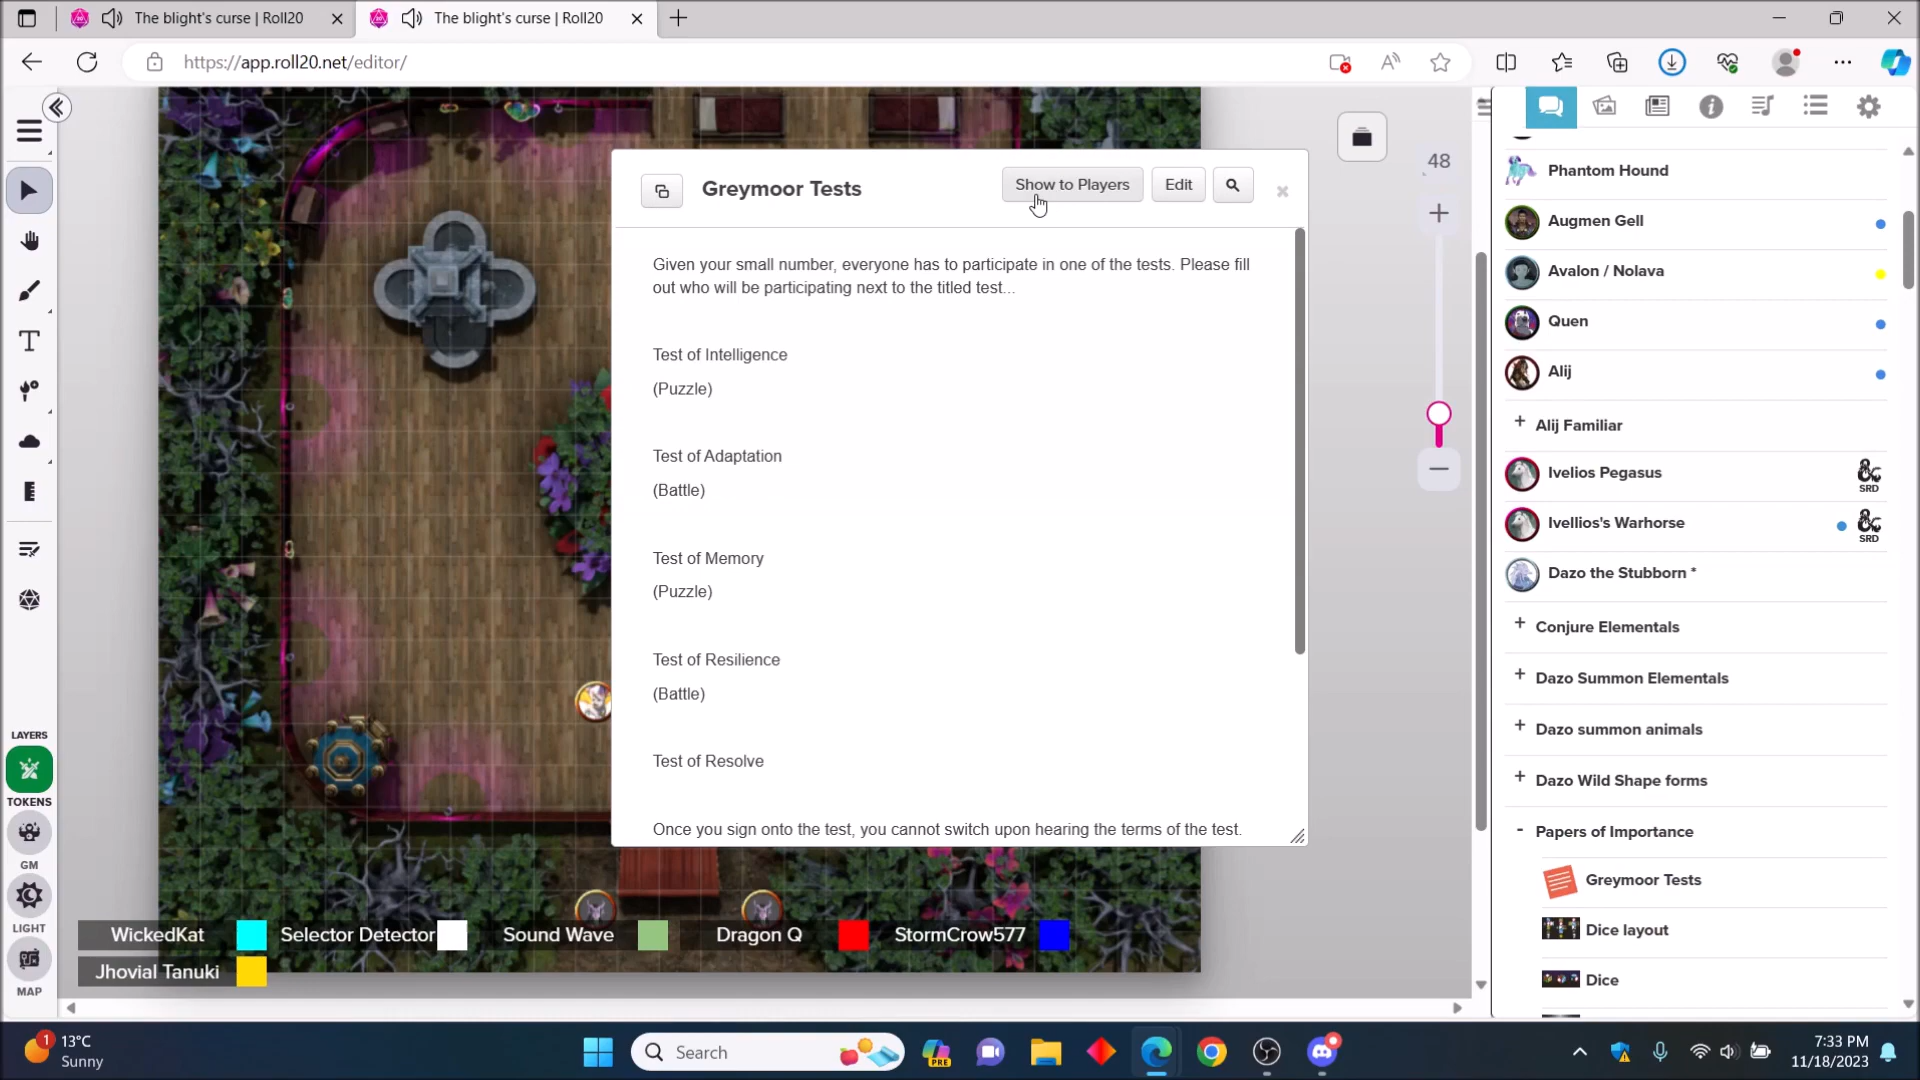 The blight's curse | Roll20
The blight's curse | Roll20
https://app.roll20.net/editor/
48
Greymoor Tests
Show to Players
Edit
Given your small number, everyone has to participate in one of the tests. Please fill
out who will be participating next to the titled test...
Test of Intelligence
(Puzzle)
Test of Adaptation
(Battle)
Test of Memory
(Puzzle)
Test of Resilience
(Battle)
Test of Resolve
Once you sign onto the test, you cannot switch upon hearing the terms of the test.
LAYERS
TOKENS
GM
LIGHT
MAP
WickedKat
Selector Detector
Sound Wave
Dragon Q
StormCrow577
Jhovial Tanuki
Phantom Hound
Augmen Gell
Avalon / Nolava
Quen
Alij
+ Alij Familiar
Ivelios Pegasus
SRD
Ivellios's Warhorse
SRD
Dazo the Stubborn *
+ Conjure Elementals
+ Dazo Summon Elementals
+ Dazo summon animals
+ Dazo Wild Shape forms
- Papers of Importance
Greymoor Tests
Dice layout
Dice
1
13°C
Sunny
Search
PRE
7:33 PM
11/18/2023